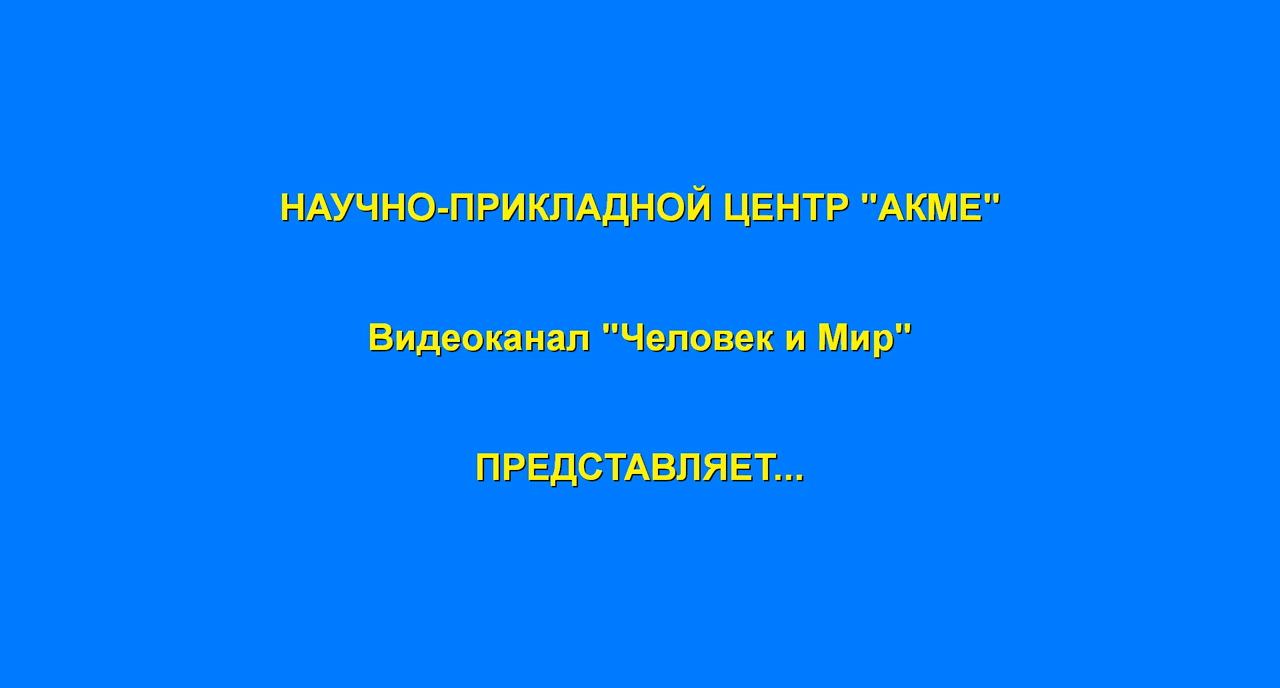 НАУЧНО-ПРИКЛАДНОЙ ЦЕНТР "АКМЕ"
Видеоканал "Человек и Мир"
ПРЕДСТАВЛЯЕТ...